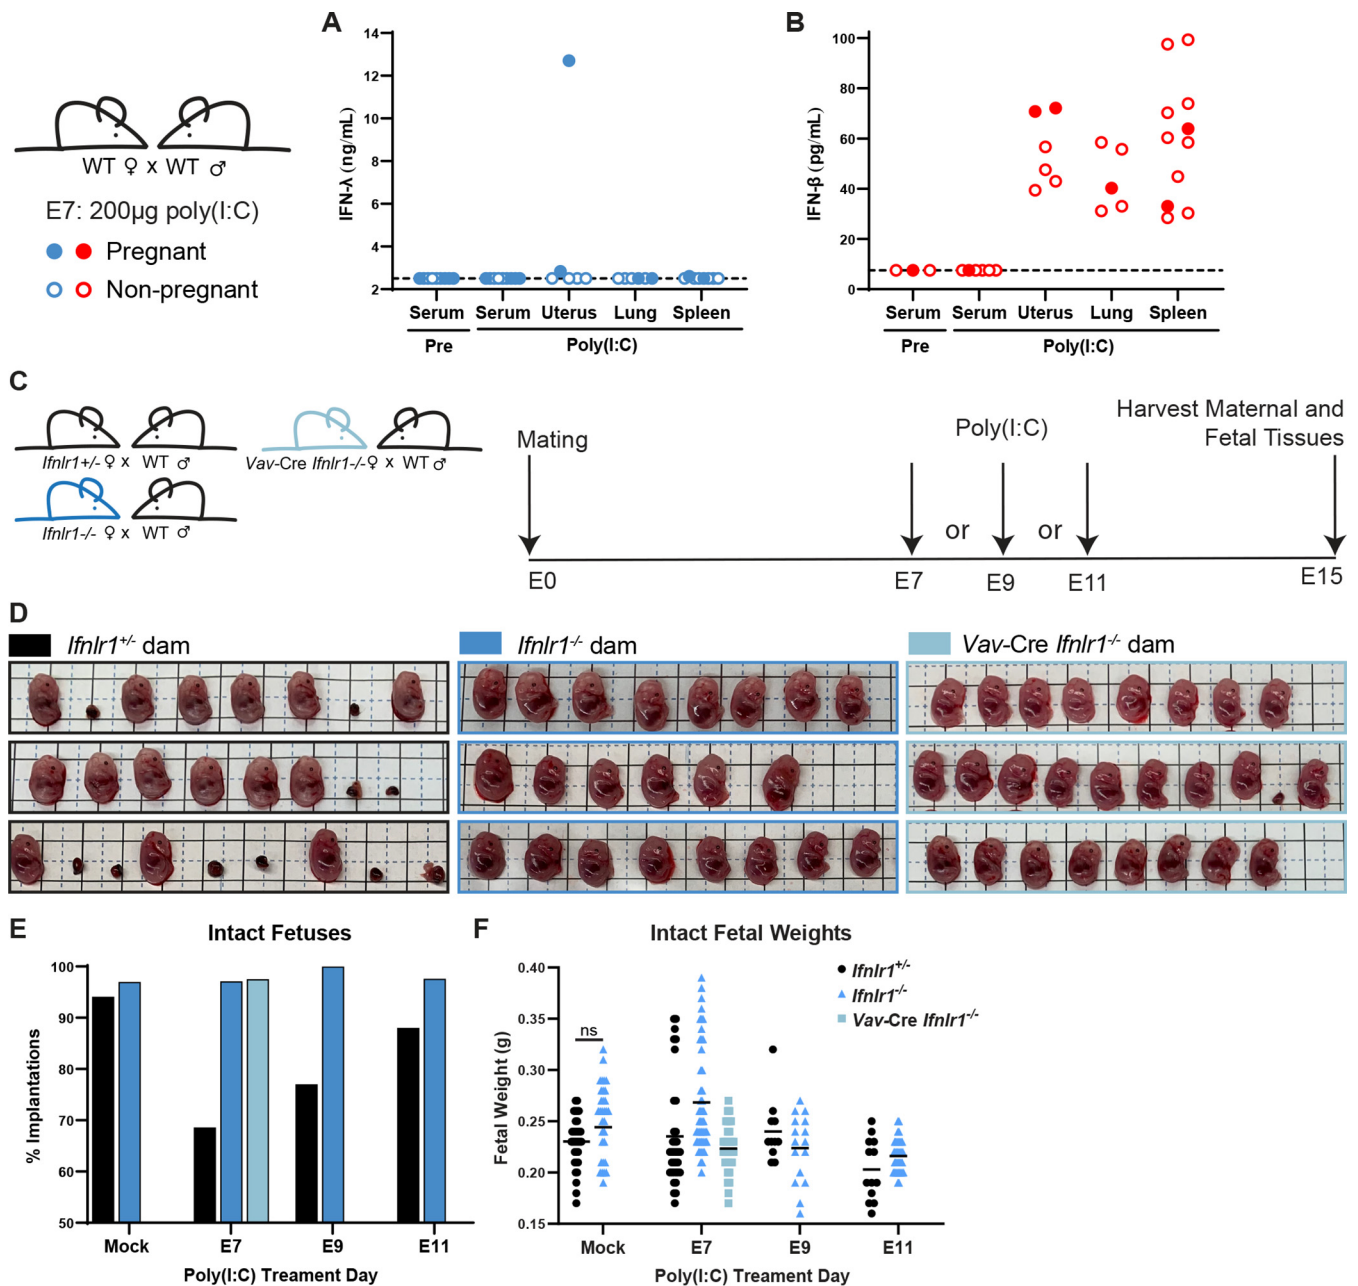 A
WT ♀ x WT ♂
E7: 200µg poly(I:C)
Pregnant
Non-pregnant
IFN-λ (ng/mL)
14
12
10
8
6
4
2
Serum Serum Uterus Lung Spleen
Pre Poly(I:C)
B
IFN-β (pg/mL)
100
80
60
40
20
0
Serum Serum Uterus Lung Spleen
Pre Poly(I:C)
C
Ifnlr1+/- ♀ x WT ♂
Vav-Cre Ifnlr1-/-♀ x WT ♂
Ifnlr1-/- ♀ x WT ♂
Mating
Poly(I:C)
Harvest Maternal and
Fetal Tissues
or or
E0 E7 E9 E11 E15
D
Ifnlr1+/- dam
Ifnlr1-/- dam
Vav-Cre Ifnlr1-/- dam
E
Intact Fetuses
% Implantations
100
90
80
70
60
50
Mock E7 E9 E11
Poly(I:C) Treament Day
F
Intact Fetal Weights
Fetal Weight (g)
0.40
0.35
0.30
0.25
0.20
0.15
ns
Ifnlr1+/-
Ifnlr1-/-
Vav-Cre Ifnlr1-/-
Mock E7 E9 E11
Poly(I:C) Treament Day